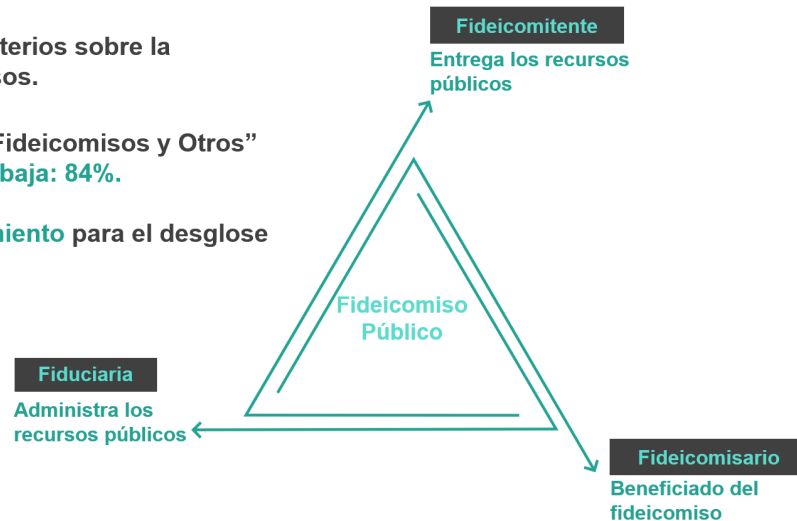 Fideicomitente
Entrega los recursos
públicos
terios sobre la
sos.
Fideicomisos y Otros”
baja: 84%.
miento para el desglose
Fideicomiso
Público
Fiduciaria
Administra los
recursos públicos
Fideicomisario
Beneficiado del
fideicomiso